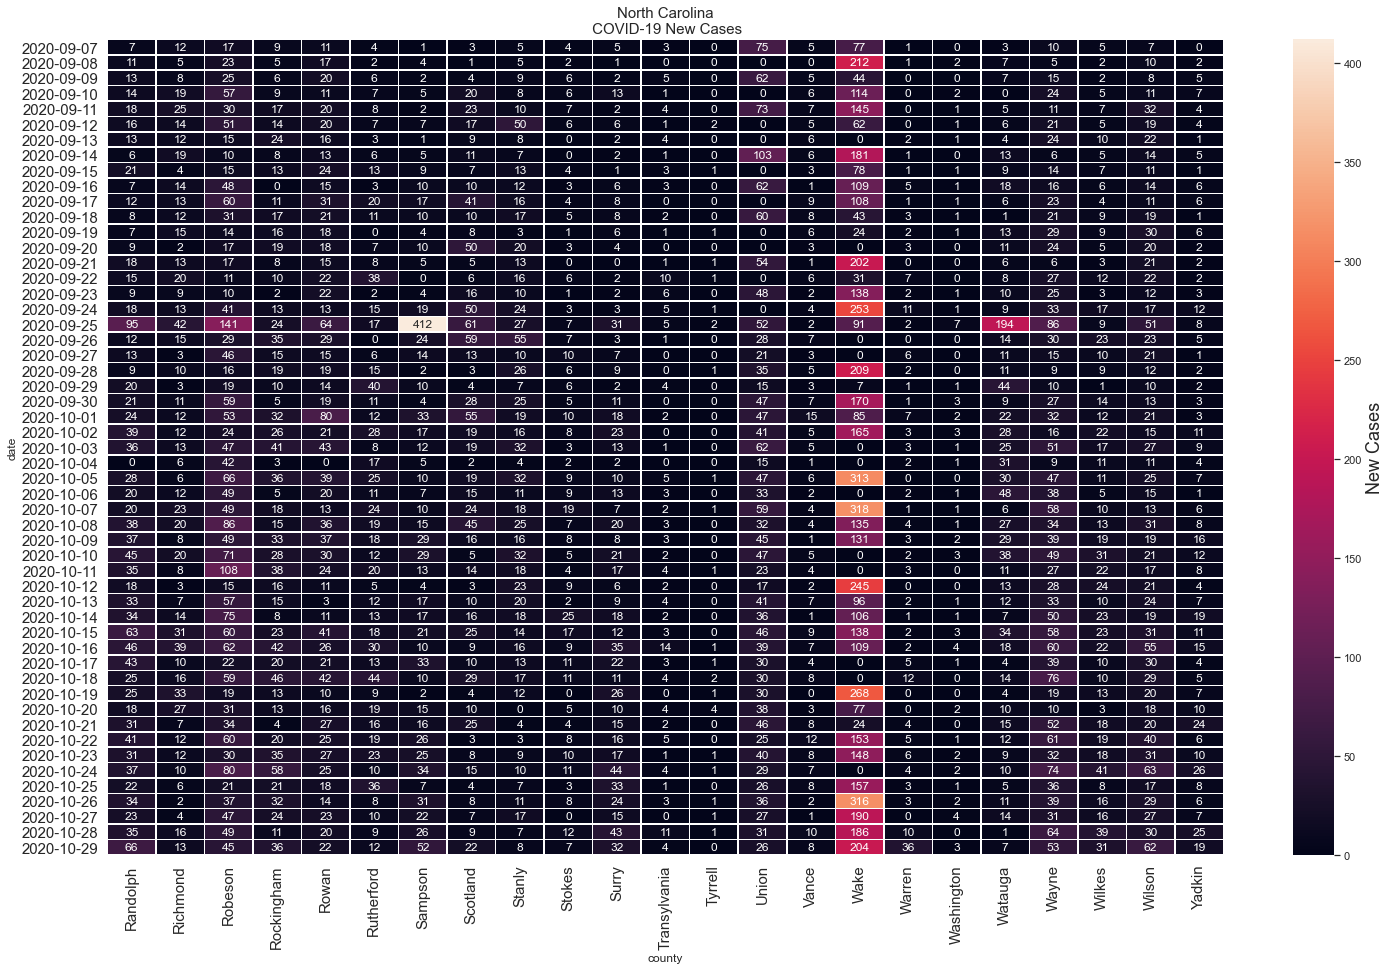 North Carolina
COVID-19 New Cases
2020-09-07 7 12 17 9 11 4 1 3 5 4 5 3 0 75 5 77 1 0 3 10 5 7 0
2020-09-08 11 5 23 5 17 2 4 1 5 2 1 0 0 0 0 212 1 2 7 5 2 10 2
2020-09-09 13 8 25 6 20 6 2 4 9 6 2 5 0 62 5 44 0 0 7 15 2 8 5
2020-09-10 14 19 57 9 11 7 5 20 8 6 13 1 0 0 6 114 0 2 0 24 5 11 7
2020-09-11 18 25 30 17 20 8 2 23 10 7 2 4 0 73 7 145 0 1 5 11 7 32 4
2020-09-12 16 14 51 14 20 7 7 17 50 6 6 1 2 0 5 62 0 1 6 21 5 19 4
2020-09-13 13 12 15 24 16 3 1 9 8 0 2 4 0 0 6 0 2 1 4 24 10 22 1
2020-09-14 6 19 10 8 13 6 5 11 7 0 2 1 0 103 6 181 1 0 13 6 5 14 5
2020-09-15 21 4 15 13 24 13 9 7 13 4 1 3 1 0 3 78 1 1 9 14 7 11 1
2020-09-16 7 14 48 0 15 3 10 10 12 3 6 3 0 62 1 109 5 1 18 16 6 14 6
2020-09-17 12 13 60 11 31 20 17 41 16 4 8 0 0 0 9 108 1 1 6 23 4 11 6
2020-09-18 8 12 31 17 21 11 10 10 17 5 8 2 0 60 8 43 3 1 1 21 9 19 1
2020-09-19 7 15 14 16 18 0 4 8 3 1 6 1 1 0 6 24 2 1 13 29 9 30 6
2020-09-20 9 2 17 19 18 7 10 50 20 3 4 0 0 0 3 0 3 0 11 24 5 20 2
2020-09-21 18 13 17 8 15 8 5 5 13 0 0 1 1 54 1 202 0 0 6 6 3 21 2
2020-09-22 15 20 11 10 22 38 0 6 16 6 2 10 1 0 6 31 7 0 8 27 12 22 2
2020-09-23 9 9 10 2 22 2 4 16 10 1 2 6 0 48 2 138 2 1 10 25 3 12 3
2020-09-24 18 13 41 13 13 15 19 50 24 3 3 5 1 0 4 253 11 1 9 33 17 17 12
2020-09-25 95 42 141 24 64 17 412 61 27 7 31 5 2 52 2 91 2 7 194 86 9 51 8
2020-09-26 12 15 29 35 29 0 24 59 55 7 3 1 0 28 7 0 0 0 14 30 23 23 5
2020-09-27 13 3 46 15 15 6 14 13 10 10 7 0 0 21 3 0 6 0 11 15 10 21 1
2020-09-28 9 10 16 19 19 15 2 3 26 6 9 0 1 35 5 209 2 0 11 9 9 12 2
2020-09-29 20 3 19 10 14 40 10 4 7 6 2 4 0 15 3 7 1 1 44 10 1 10 2
2020-09-30 21 11 59 5 19 11 4 28 25 5 11 0 0 47 7 170 1 3 9 27 14 13 3
2020-10-01 24 12 53 32 80 12 33 55 19 10 18 2 0 47 15 85 7 2 22 32 12 21 3
2020-10-02 39 12 24 26 21 28 17 19 16 8 23 0 0 41 5 165 3 3 28 16 22 15 11
2020-10-03 36 13 47 41 43 8 12 19 32 5 13 1 0 62 5 0 3 1 25 51 17 27 9
2020-10-04 0 6 42 3 0 17 5 2 4 2 2 0 0 15 1 0 2 1 31 9 11 11 4
2020-10-05 28 6 66 36 39 25 10 19 32 9 10 5 1 47 6 313 0 0 30 47 11 25 7
2020-10-06 20 12 49 5 20 11 7 15 11 9 13 3 0 33 2 0 2 1 48 38 5 15 1
2020-10-07 20 23 49 18 13 24 10 24 18 19 7 2 1 59 4 318 1 1 6 58 10 13 6
2020-10-08 38 20 86 15 36 19 15 45 25 7 20 3 0 32 4 135 4 1 27 34 13 31 8
2020-10-09 37 8 49 33 37 18 29 16 16 8 8 3 0 45 1 131 3 2 29 39 19 19 16
2020-10-10 45 20 71 28 30 12 29 5 32 5 21 2 0 47 5 0 2 3 38 49 31 21 12
2020-10-11 35 8 108 38 24 20 13 14 18 4 17 4 1 23 4 0 3 0 11 27 22 17 8
2020-10-12 18 3 15 16 11 5 4 3 23 9 6 2 0 17 2 245 0 0 13 28 24 21 4
2020-10-13 33 7 57 15 3 12 17 10 20 2 9 4 0 41 7 96 2 1 12 33 10 24 7
2020-10-14 34 14 75 8 11 13 17 16 18 25 18 2 0 36 1 106 1 1 7 50 23 19 19
2020-10-15 63 31 60 23 41 18 21 25 14 17 12 3 0 46 9 138 2 3 34 58 23 31 11
2020-10-16 46 39 62 42 26 30 10 9 16 9 35 14 1 39 7 109 2 4 18 60 22 55 15
2020-10-17 43 10 22 20 21 13 33 10 13 11 22 3 1 30 4 0 5 1 4 39 10 30 4
2020-10-18 25 16 59 46 42 44 10 29 17 11 11 4 2 30 8 0 12 0 14 76 10 29 5
2020-10-19 25 33 19 13 10 9 2 4 12 0 26 0 1 30 0 268 0 0 4 19 13 20 7
2020-10-20 18 27 31 13 16 19 15 10 0 5 10 4 4 38 3 77 0 2 10 10 3 18 10
2020-10-21 31 7 34 4 27 16 16 25 4 4 15 2 0 46 8 24 4 0 15 52 18 20 24
2020-10-22 41 12 60 20 25 19 26 3 3 8 16 5 0 25 12 153 5 1 12 61 19 40 6
2020-10-23 31 12 30 35 27 23 25 8 9 10 17 1 1 40 8 148 6 2 9 32 18 31 10
2020-10-24 37 10 80 58 25 10 34 15 10 11 44 4 1 29 7 0 4 2 10 74 41 63 26
2020-10-25 22 6 21 21 18 36 7 4 7 3 33 1 0 26 8 157 3 1 5 36 8 17 8
2020-10-26 34 2 37 32 14 8 31 8 11 8 24 3 1 36 2 316 3 2 11 39 16 29 6
2020-10-27 23 4 47 24 23 10 22 7 17 0 15 0 0 27 1 190 0 4 14 31 16 27 7
2020-10-28 35 16 49 11 20 9 26 9 7 12 43 11 1 31 10 186 10 0 1 64 39 30 25
2020-10-29 66 13 45 36 22 12 52 22 8 7 32 4 0 26 8 204 36 3 7 53 31 62 19
date
Randolph Richmond Robeson Rockingham Rowan Rutherford Sampson Scotland Stanly Stokes Surry Transylvania Tyrrell Union Vance Wake Warren Washington Watauga Wayne Wilkes Wilson Yadkin
county
400
350
300
250
200
150
100
50
0
New Cases